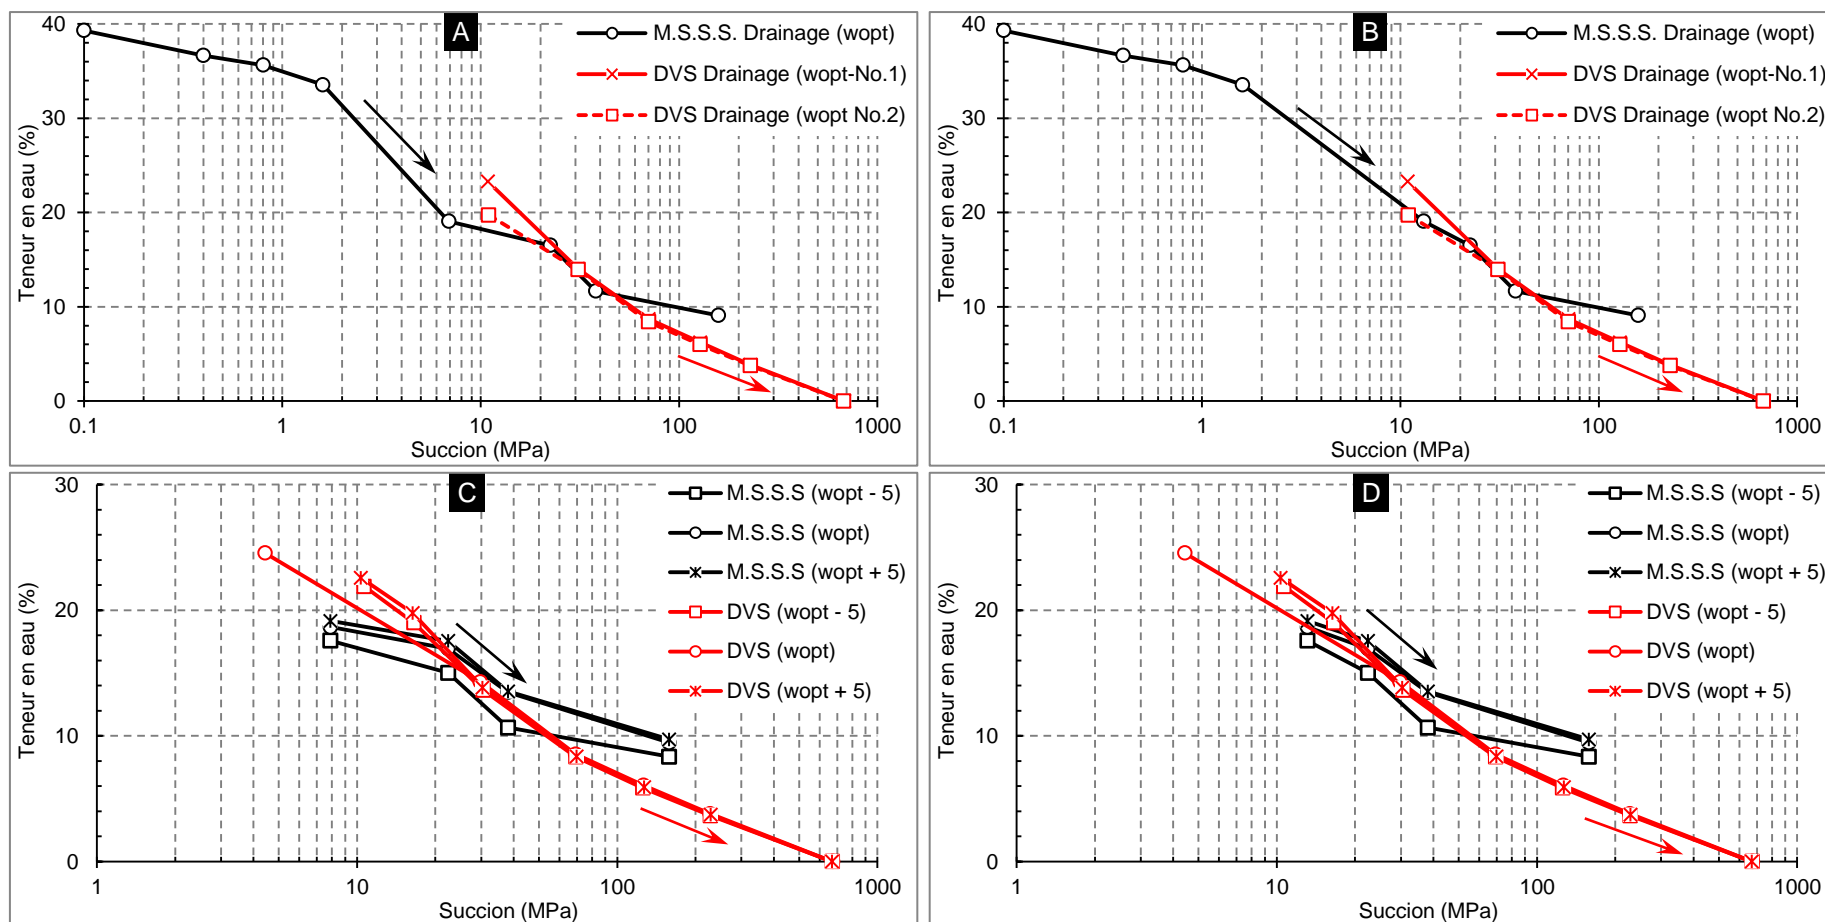 A
M.S.S.S. Drainage (wopt)
DVS Drainage (wopt-No.1)
DVS Drainage (wopt No.2)
Teneur en eau (%)
40
30
20
10
0
0.1 1 10 100 1000
Succion (MPa)
B
M.S.S.S. Drainage (wopt)
DVS Drainage (wopt-No.1)
DVS Drainage (wopt No.2)
Teneur en eau (%)
40
30
20
10
0
0.1 1 10 100 1000
Succion (MPa)
C
M.S.S.S (wopt - 5)
M.S.S.S (wopt)
M.S.S.S (wopt + 5)
DVS (wopt - 5)
DVS (wopt)
DVS (wopt + 5)
Teneur en eau (%)
30
20
10
0
1 10 100 1000
Succion (MPa)
D
M.S.S.S (wopt - 5)
M.S.S.S (wopt)
M.S.S.S (wopt + 5)
DVS (wopt - 5)
DVS (wopt)
DVS (wopt + 5)
Teneur en eau (%)
30
20
10
0
1 10 100 1000
Succion (MPa)